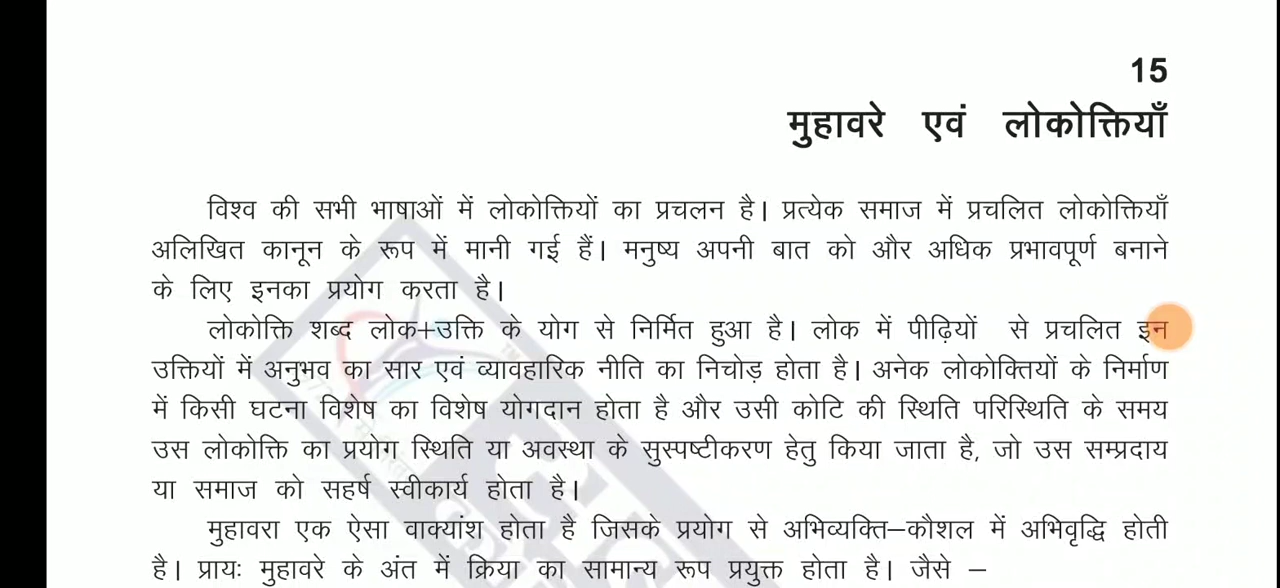 15
मुहावरे एवं लोकोक्तियाँ
विश्व की सभी भाषाओं में लोकोक्तियों का प्रचलन है। प्रत्येक समाज में प्रचलित लोकोक्तियाँ
अलिखित कानून के रूप में मानी गई हैं। मनुष्य अपनी बात को और अधिक प्रभावपूर्ण बनाने
के लिए इनका प्रयोग करता है।
लोकोक्ति शब्द लोक+उक्ति के योग से निर्मित हुआ है। लोक में पीढ़ियों से प्रचलित इन
उक्तियों में अनुभव का सार एवं व्यावहारिक नीति का निचोड़ होता है। अनेक लोकोक्तियों के निर्माण
में किसी घटना विशेष का विशेष योगदान होता है और उसी कोटि की स्थिति परिस्थिति के समय
उस लोकोक्ति का प्रयोग स्थिति या अवस्था के सुस्पष्टीकरण हेतु किया जाता है, जो उस सम्प्रदाय
या समाज को सहर्ष स्वीकार्य होता है।
मुहावरा एक ऐसा वाक्यांश होता है जिसके प्रयोग से अभिव्यक्ति–कौशल में अभिवृद्धि होती
है। प्रायः मुहावरे के अंत में क्रिया का सामान्य रूप प्रयुक्त होता है। जैसे –